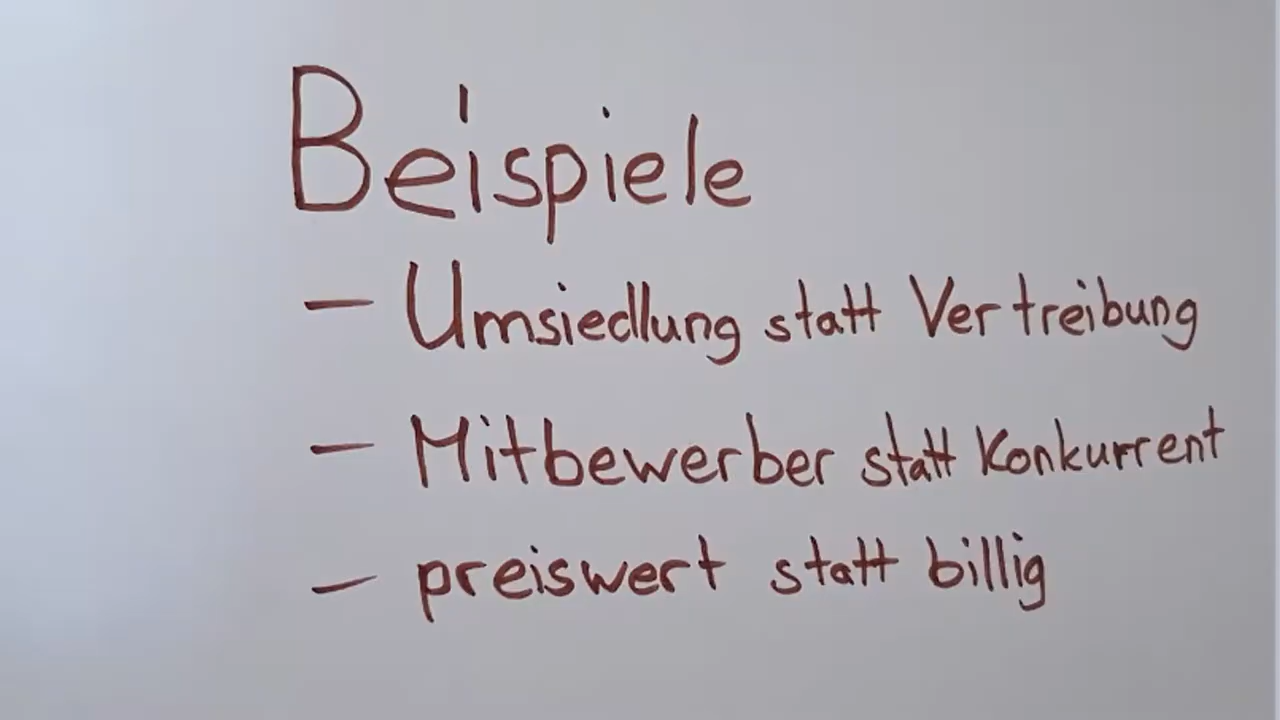 Beispiele
– Umsiedlung statt Vertreibung
– Mitbewerber statt Konkurrent
– preiswert statt billig